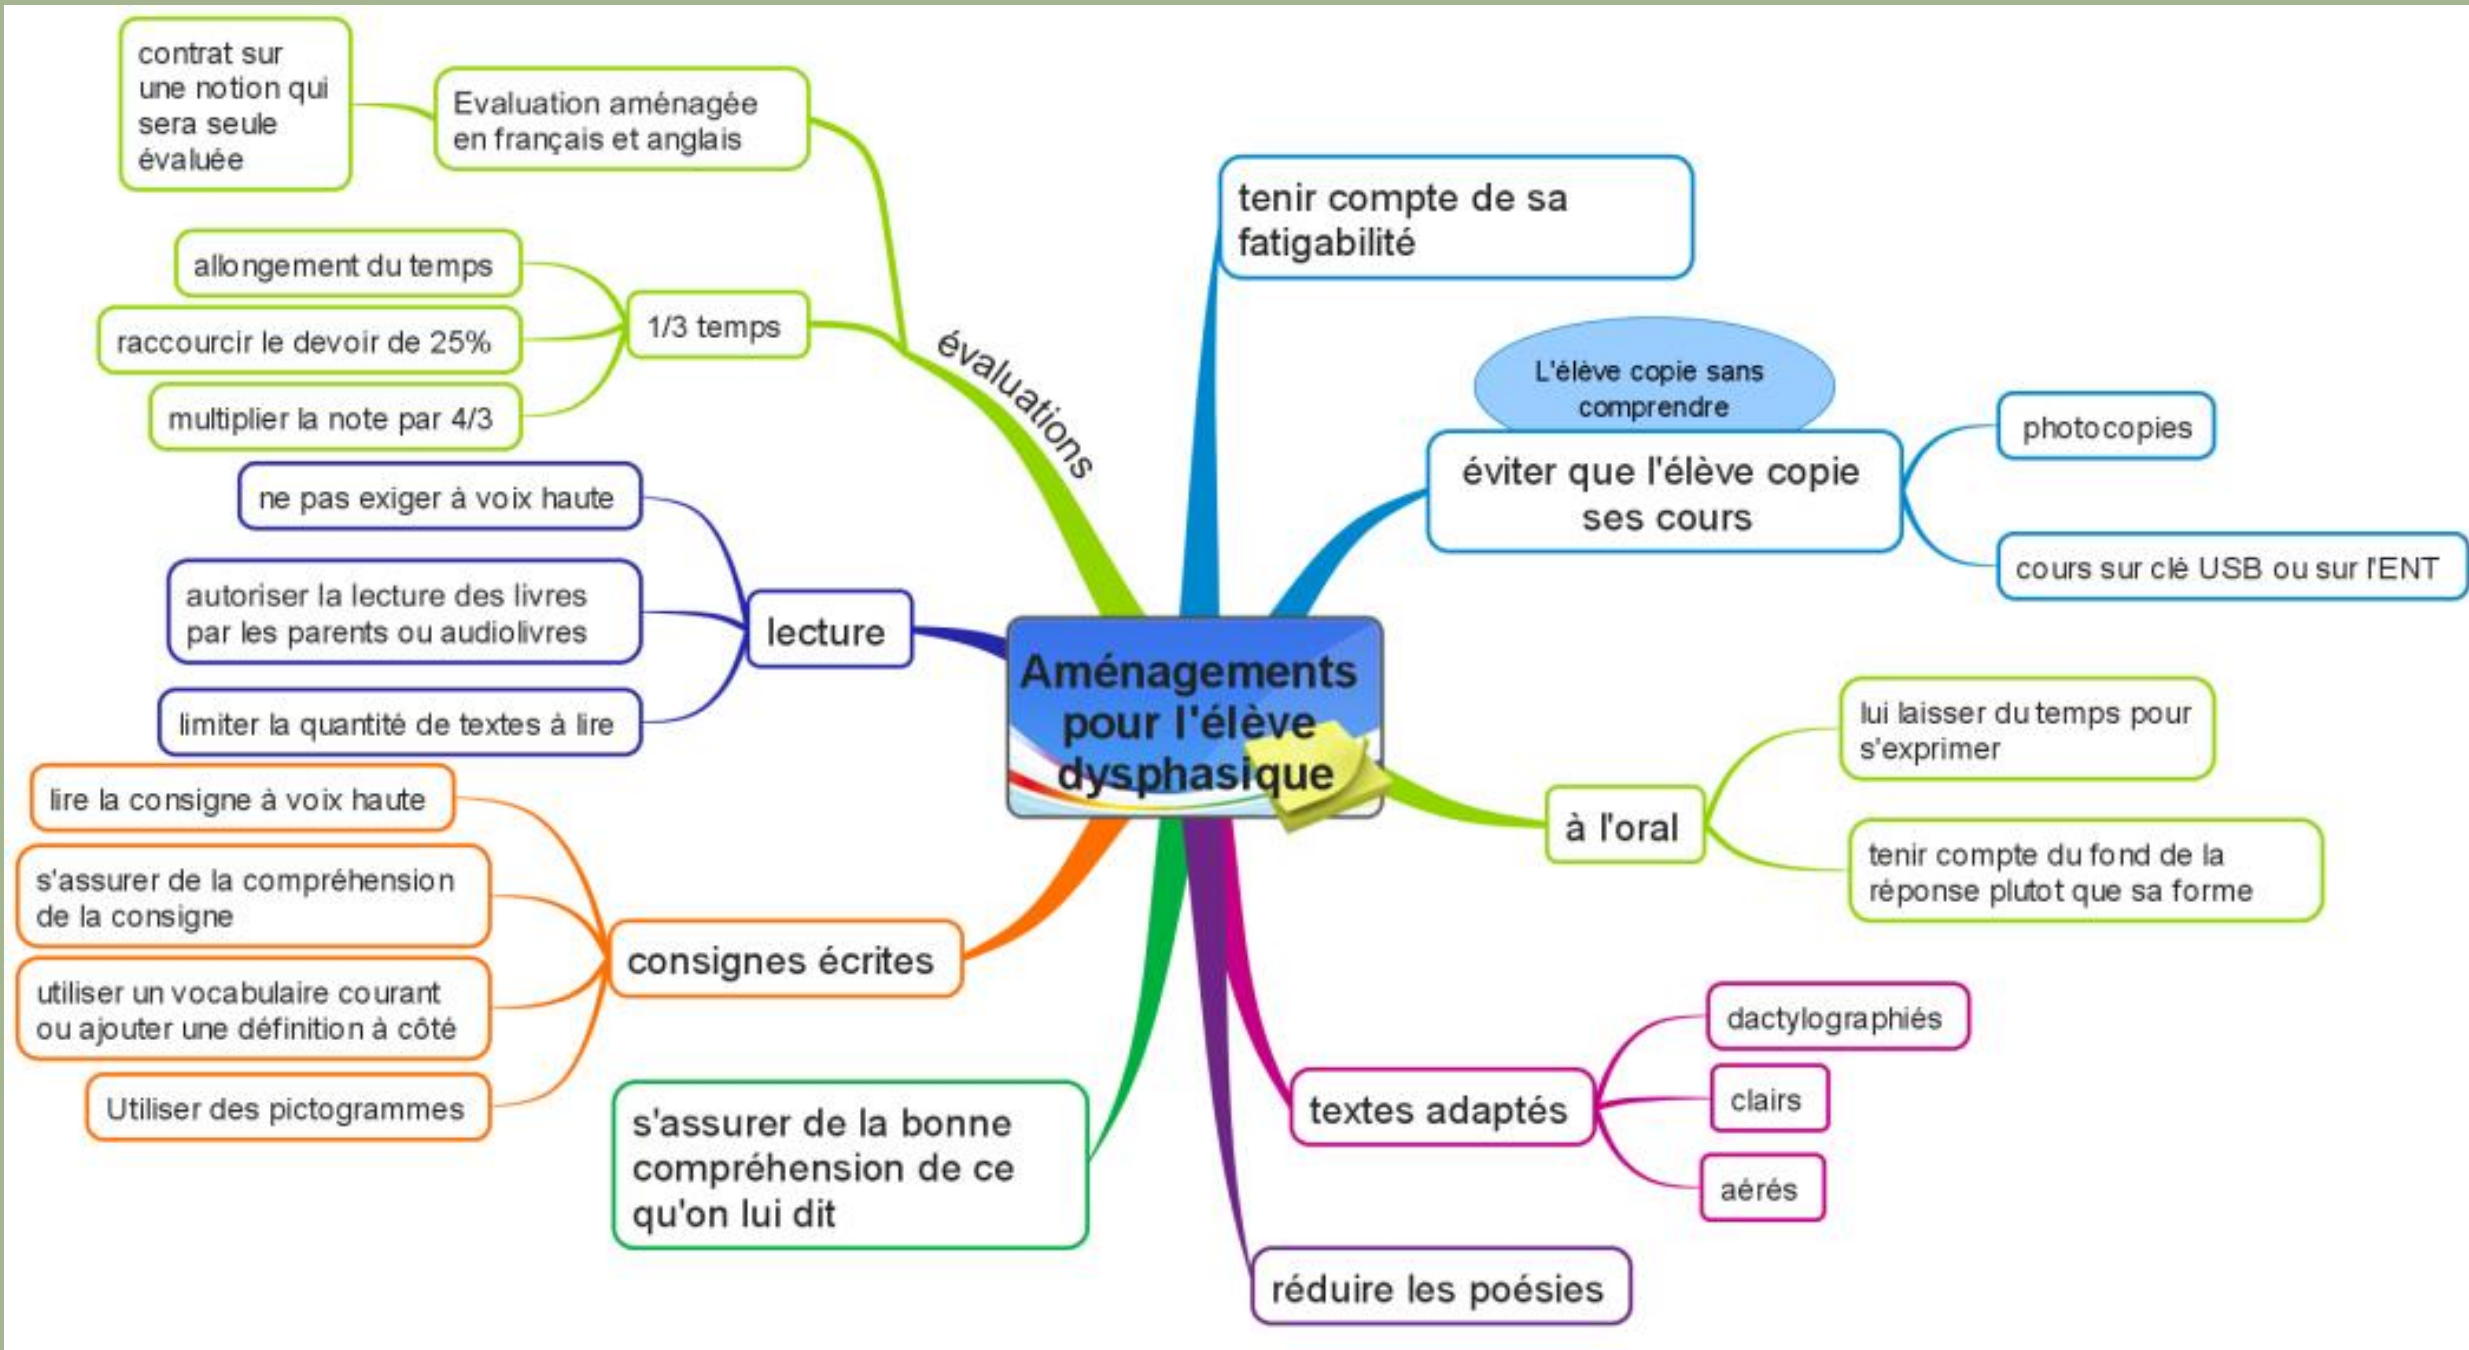 Aménagements
pour l'élève
dysphasique
tenir compte de sa
fatigabilité
L'élève copie sans
comprendre
éviter que l'élève copie
ses cours
photocopies
cours sur clé USB ou sur l'ENT
à l'oral
lui laisser du temps pour
s'exprimer
tenir compte du fond de la
réponse plutot que sa forme
textes adaptés
dactylographiés
clairs
aérés
réduire les poésies
s'assurer de la bonne
compréhension de ce
qu'on lui dit
consignes écrites
lire la consigne à voix haute
s'assurer de la compréhension
de la consigne
utiliser un vocabulaire courant
ou ajouter une définition à côté
Utiliser des pictogrammes
lecture
ne pas exiger à voix haute
autoriser la lecture des livres
par les parents ou audiolivres
limiter la quantité de textes à lire
évaluations
Evaluation aménagée
en français et anglais
contrat sur
une notion qui
sera seule
évaluée
1/3 temps
allongement du temps
raccourcir le devoir de 25%
multiplier la note par 4/3